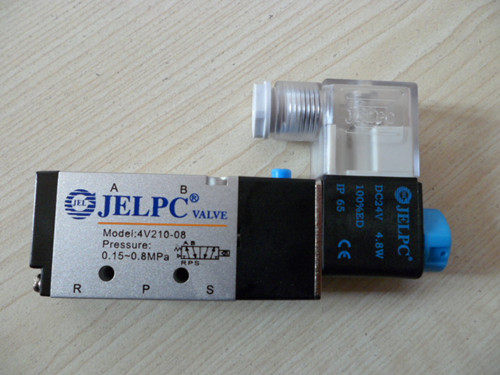 A B
JEL JELPC® VALVE
Model:4V210-08
Pressure:
0.15~0.8MPa
A B
R P S
R P S
JELPC
DC24V 4.8W
100%ED
IP 65 CE